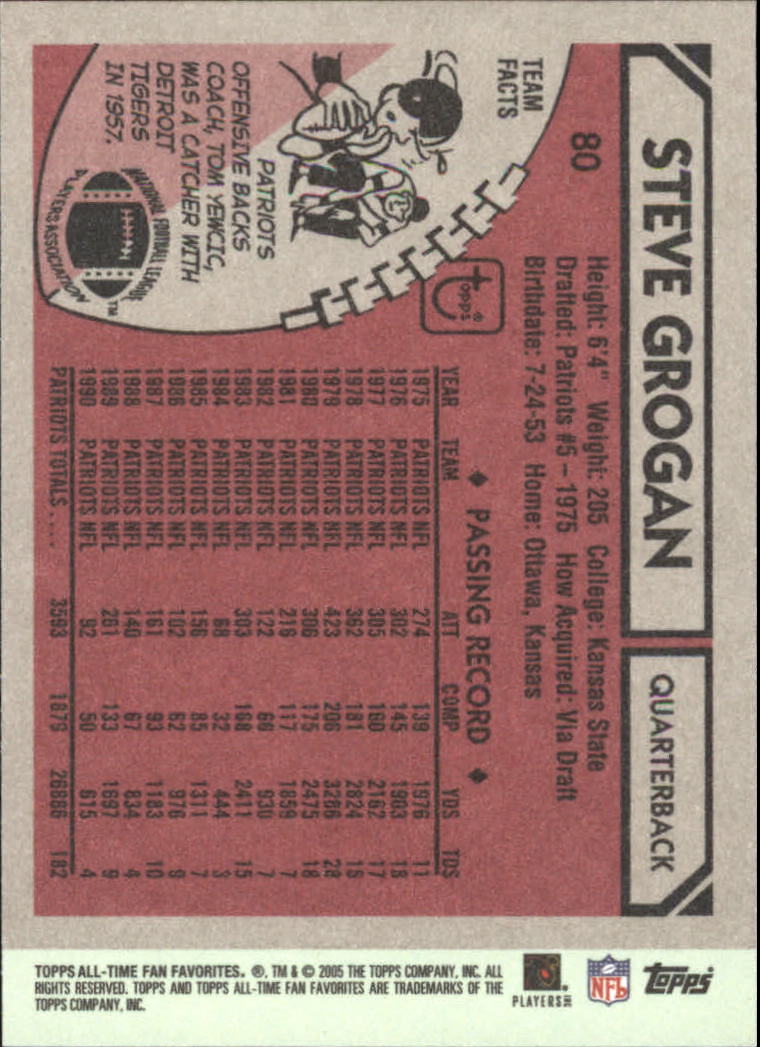 STEVE GROGAN
QUARTERBACK
80
Height: 6'4" Weight: 205 College: Kansas State
Drafted: Patriots #5 – 1975 How Acquired: Via Draft
Birthdate: 7-24-53 Home: Ottawa, Kansas
topps®
TEAM
FACTS
PATRIOTS
OFFENSIVE BACKS
COACH, TOM YEWCIC,
WAS A CATCHER WITH
DETROIT
TIGERS
IN 1957.
NATIONAL FOOTBALL LEAGUE
PLAYERS ASSOCIATION
TM
◆ PASSING RECORD ◆
YEAR TEAM ATT COMP YDS TDS
1975 PATRIOTS NFL 274 139 1976 11
1976 PATRIOTS NFL 302 145 1903 18
1977 PATRIOTS NFL 305 160 2162 17
1978 PATRIOTS NFL 362 181 2824 15
1979 PATRIOTS NFL 423 206 3286 28
1980 PATRIOTS NFL 306 175 2475 18
1981 PATRIOTS NFL 216 117 1859 7
1982 PATRIOTS NFL 122 66 930 7
1983 PATRIOTS NFL 303 168 2411 15
1984 PATRIOTS NFL 68 32 444 3
1985 PATRIOTS NFL 156 85 1311 7
1986 PATRIOTS NFL 102 62 976 9
1987 PATRIOTS NFL 161 93 1183 10
1988 PATRIOTS NFL 140 67 834 4
1989 PATRIOTS NFL 261 133 1697 9
1990 PATRIOTS NFL 92 50 615 4
PATRIOTS TOTALS .... 3593 1879 26886 182
TOPPS ALL-TIME FAN FAVORITES. ®, TM & © 2005 THE TOPPS COMPANY, INC. ALL
RIGHTS RESERVED. TOPPS AND TOPPS ALL-TIME FAN FAVORITES ARE TRADEMARKS OF THE
TOPPS COMPANY, INC.
PLAYERS INC
NFL
topps